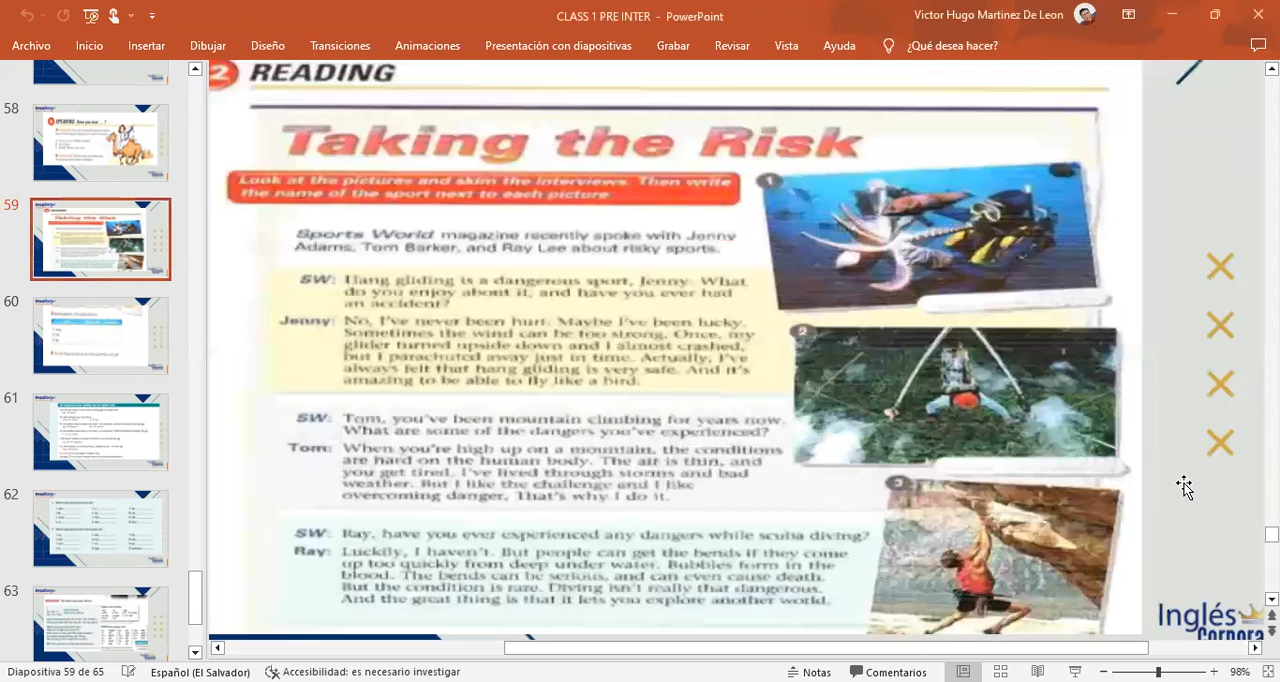 CLASS 1 PRE INTER - PowerPoint
Victor Hugo Martinez De Leon
Archivo Inicio Insertar Dibujar Diseño Transiciones Animaciones Presentación con diapositivas Grabar Revisar Vista Ayuda ¿Qué desea hacer?
58
59
60
61
62
63
2 READING
Taking the Risk
Look at the pictures and skim the interviews. Then write
the name of the sport next to each picture.
Sports World magazine recently spoke with Jenny
Adams, Tom Barker, and Ray Lee about risky sports.
SW: Hang gliding is a dangerous sport, Jenny. What
do you enjoy about it, and have you ever had
an accident?
Jenny: No, I've never been hurt. Maybe I've been lucky.
Sometimes the wind can be too strong. Once, my
glider turned upside down and I almost crashed,
but I parachuted away just in time. Actually, I've
always felt that hang gliding is very safe. And it's
amazing to be able to fly like a bird.
SW: Tom, you've been mountain climbing for years now.
What are some of the dangers you've experienced?
Tom: When you're high up on a mountain, the conditions
are hard on the human body. The air is thin, and
you get tired. I've lived through storms and bad
weather. But I like the challenge and I like
overcoming danger. That's why I do it.
SW: Ray, have you ever experienced any dangers while scuba diving?
Ray: Luckily, I haven't. But people can get the bends if they come
up too quickly from deep under water. Bubbles form in the
blood. The bends can be serious, and can even cause death.
But the condition is rare. Diving isn't really that dangerous.
And the great thing is that it lets you explore another world.
1
2
3
Inglés
Corpora
Diapositiva 59 de 65 Español (El Salvador) Accesibilidad: es necesario investigar Notas Comentarios 98%